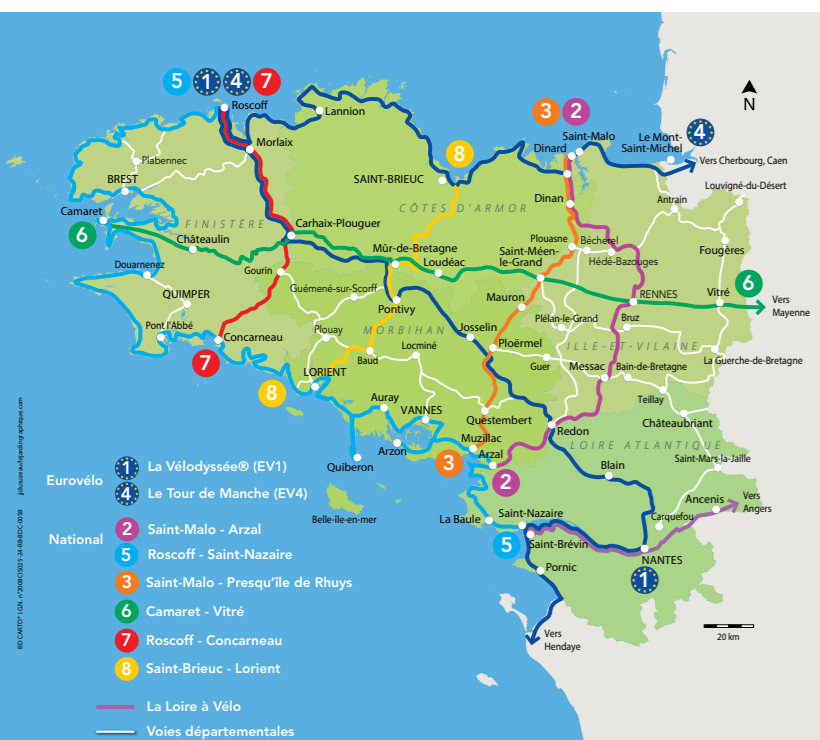 5 1 4 7
Roscoff
Lannion
Morlaix
Plabennec
BREST
Camaret
6
FINISTÈRE
Châteaulin
Carhaix-Plouguer
Douarnenez
Gourin
QUIMPER
Pont l'Abbé
Concarneau
7
8
SAINT-BRIEUC
CÔTES D'ARMOR
Mûr-de-Bretagne
Loudéac
Guémené-sur-Scorff
Pontivy
MORBIHAN
Plouay
Locminé
Baud
LORIENT
8
Josselin
Auray
VANNES
Arzon
Quiberon
Belle-île-en-mer
3 2
Saint-Malo
Dinard
Le Mont-
Saint-Michel
4
Vers Cherbourg, Caen
N
Louvigné-du-Désert
Antrain
Dinan
Plouasne
Bécherel
Saint-Méen-
le-Grand
Hédé-Bazouges
Fougères
Mauron
RENNES
Vitré
6
Vers
Mayenne
Plélan-le-Grand
Bruz
Ploërmel
ILLE-ET-VILAINE
Guer
Messac
Bain-de-Bretagne
La Guerche-de-Bretagne
Teillay
Châteaubriant
Questembert
Redon
LOIRE ATLANTIQUE
Muzillac
Arzal
3
2
Blain
Saint-Mars-la-Jaille
Ancenis
Vers
Angers
Carquefou
La Baule
Saint-Nazaire
5
Saint-Brévin
NANTES
1
Pornic
Vers
Hendaye
20 km
Eurovélo
1 La Vélodyssée® (EV1)
4 Le Tour de Manche (EV4)
National
2 Saint-Malo - Arzal
5 Roscoff - Saint-Nazaire
3 Saint-Malo - Presqu'île de Rhuys
6 Camaret - Vitré
7 Roscoff - Concarneau
8 Saint-Brieuc - Lorient
La Loire à Vélo
Voies départementales